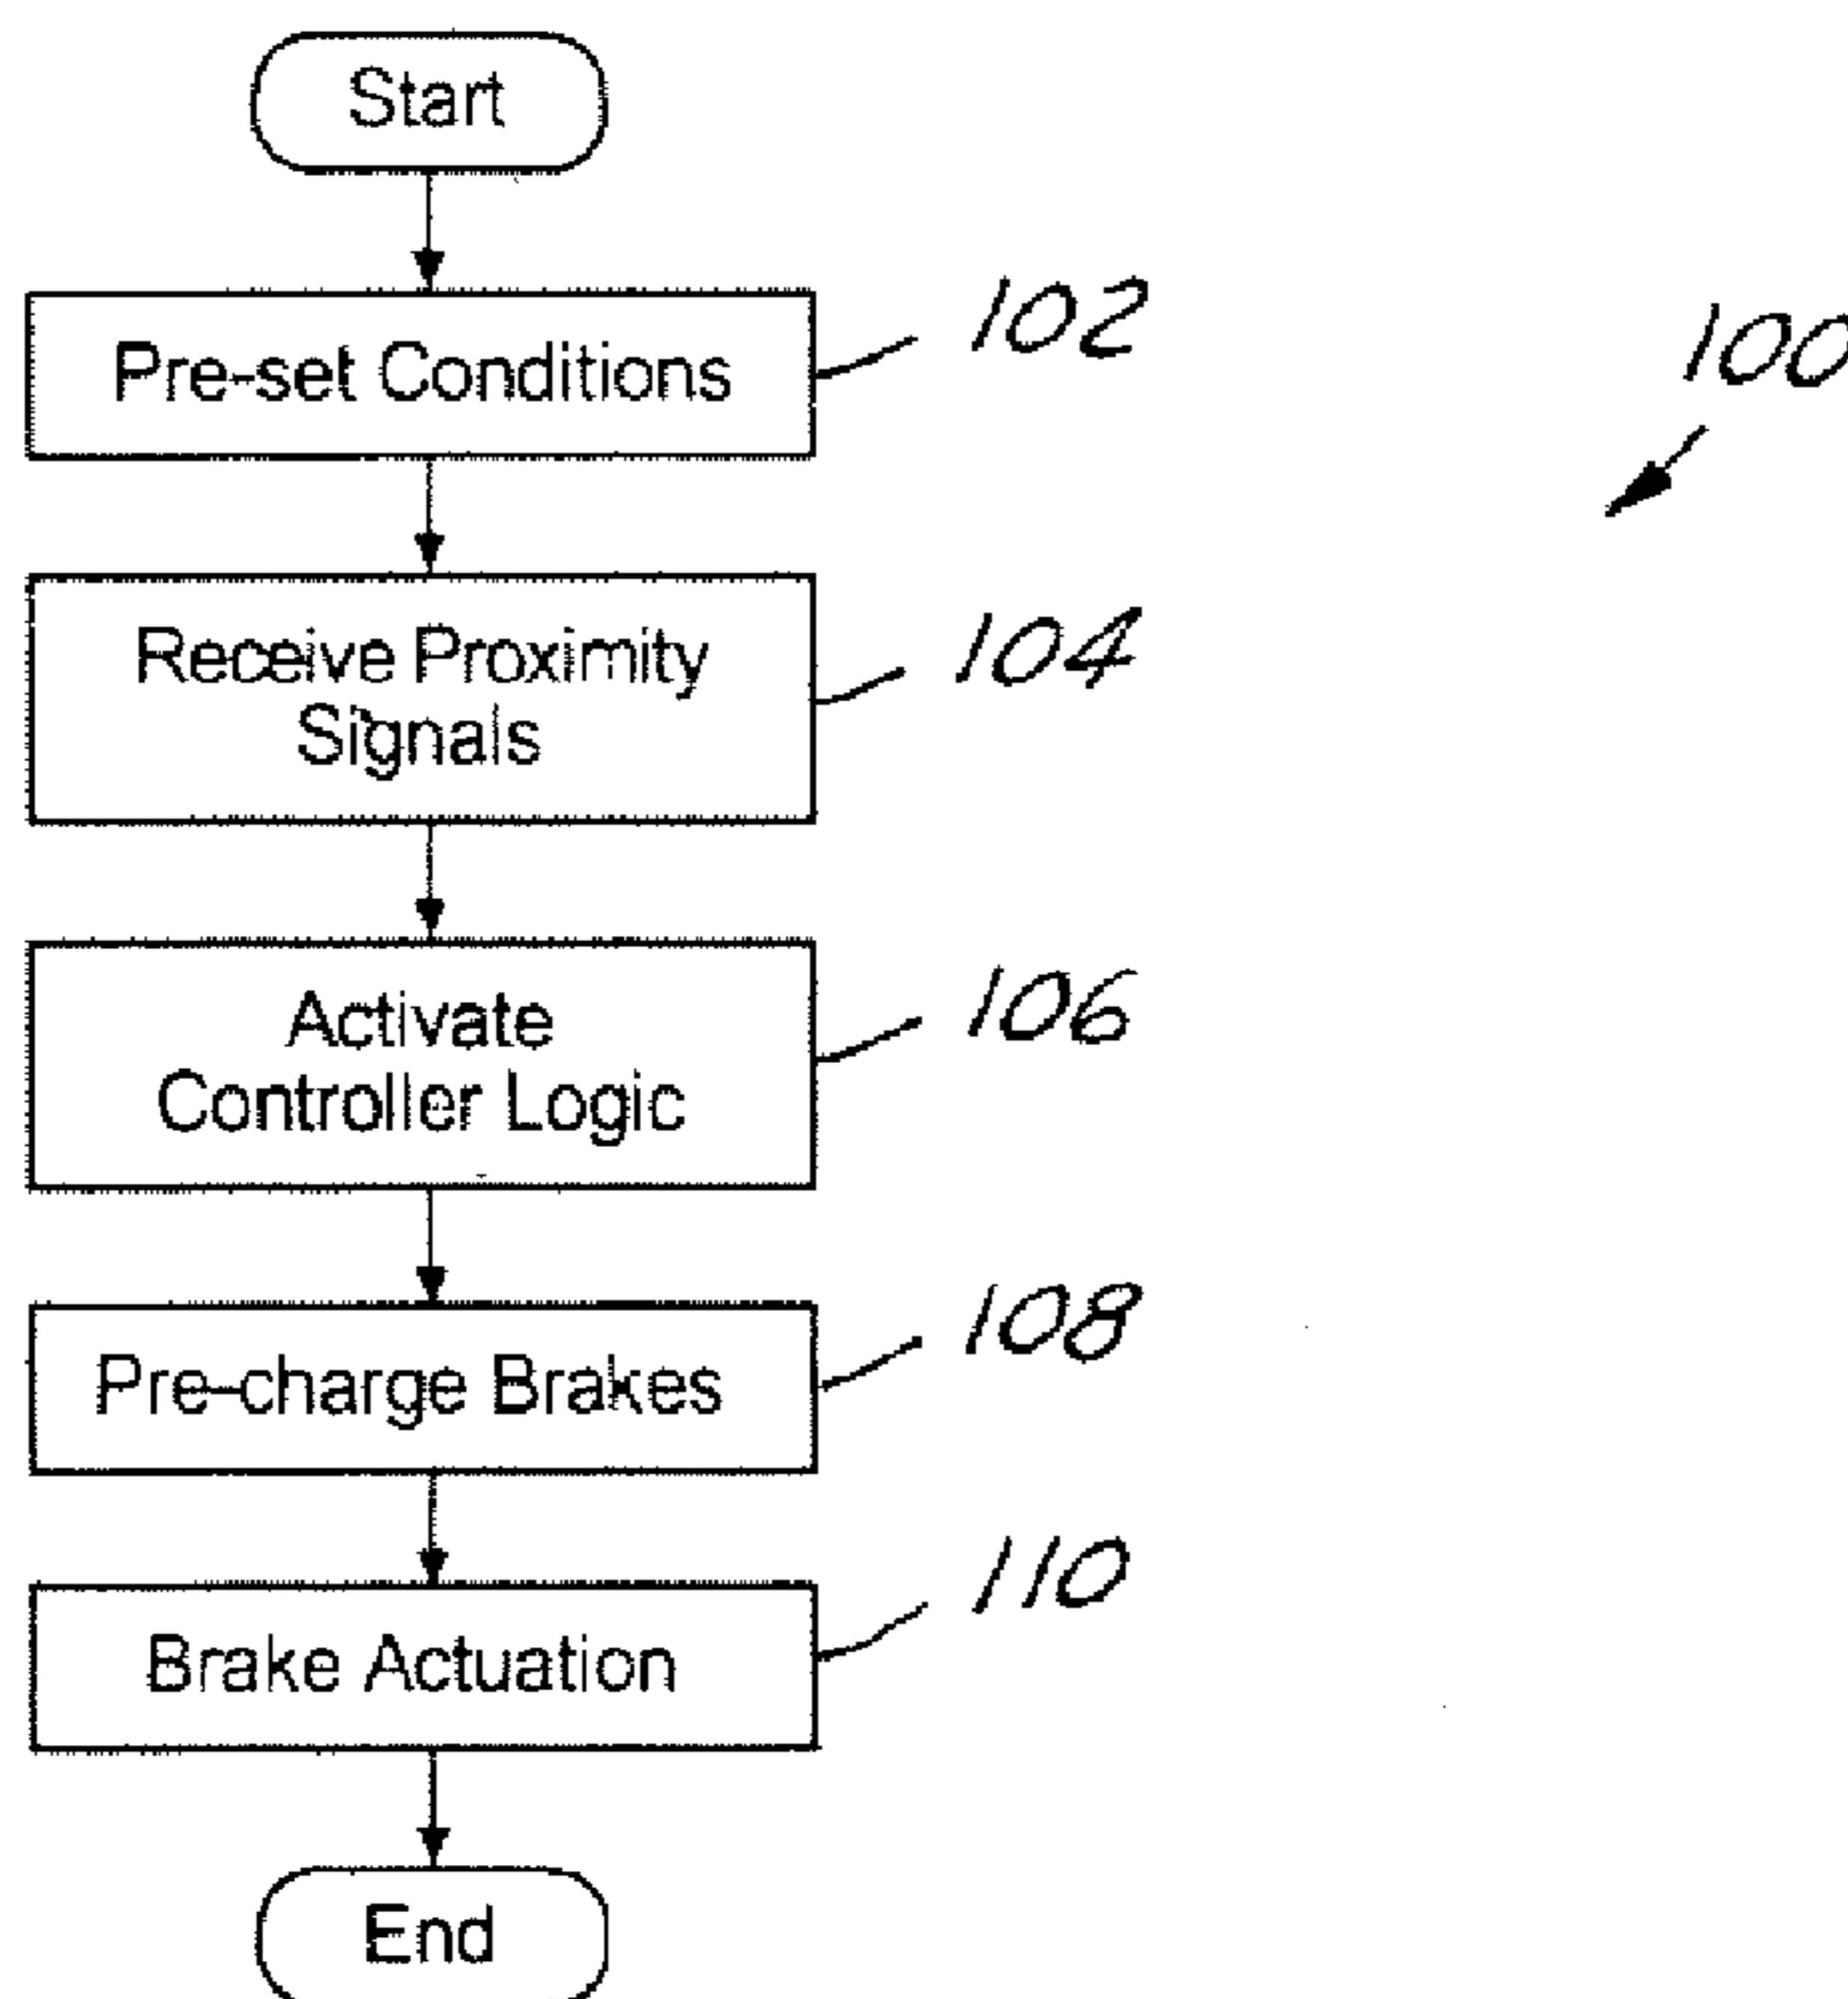 Start
Pre-set Conditions
102
100
Receive Proximity
Signals
104
Activate
Controller Logic
106
Pre-charge Brakes
108
Brake Actuation
110
End